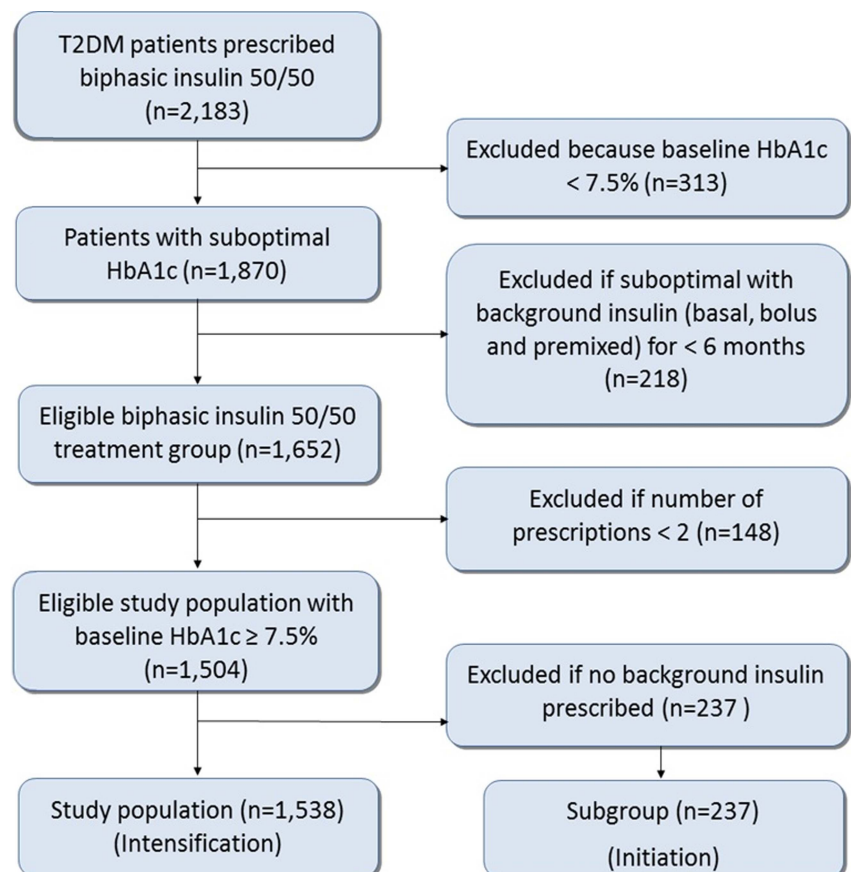 T2DM patients prescribed
biphasic insulin 50/50
(n=2,183)
Excluded because baseline HbA1c
< 7.5% (n=313)
Patients with suboptimal
HbA1c (n=1,870)
Excluded if suboptimal with
background insulin (basal, bolus
and premixed) for < 6 months
(n=218)
Eligible biphasic insulin 50/50
treatment group (n=1,652)
Excluded if number of
prescriptions < 2 (n=148)
Eligible study population with
baseline HbA1c ≥ 7.5%
(n=1,504)
Excluded if no background insulin
prescribed (n=237 )
Study population (n=1,538)
(Intensification)
Subgroup (n=237)
(Initiation)